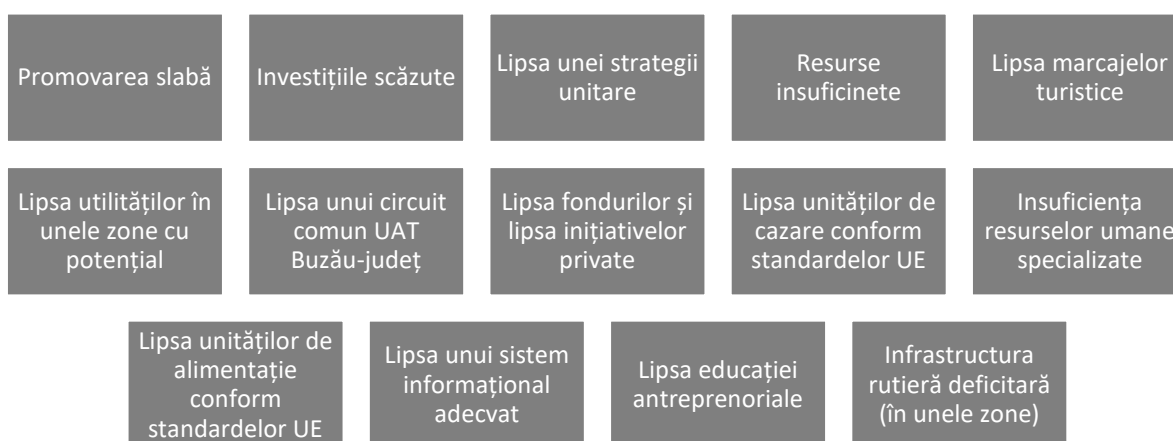 Promovarea slabă
Investițiile scăzute
Lipsa unei strategii
unitare
Resurse
insuficinete
Lipsa marcajelor
turistice
Lipsa utilităților în
unele zone cu
potențial
Lipsa unui circuit
comun UAT
Buzău-județ
Lipsa fondurilor și
lipsa inițiativelor
private
Lipsa unităților de
cazare conform
standardelor UE
Insuficiența
resurselor umane
specializate
Lipsa unităților de
alimentație
conform
standardelor UE
Lipsa unui sistem
informațional
adecvat
Lipsa educației
antreprenoriale
Infrastructura
rutieră deficitară
(în unele zone)